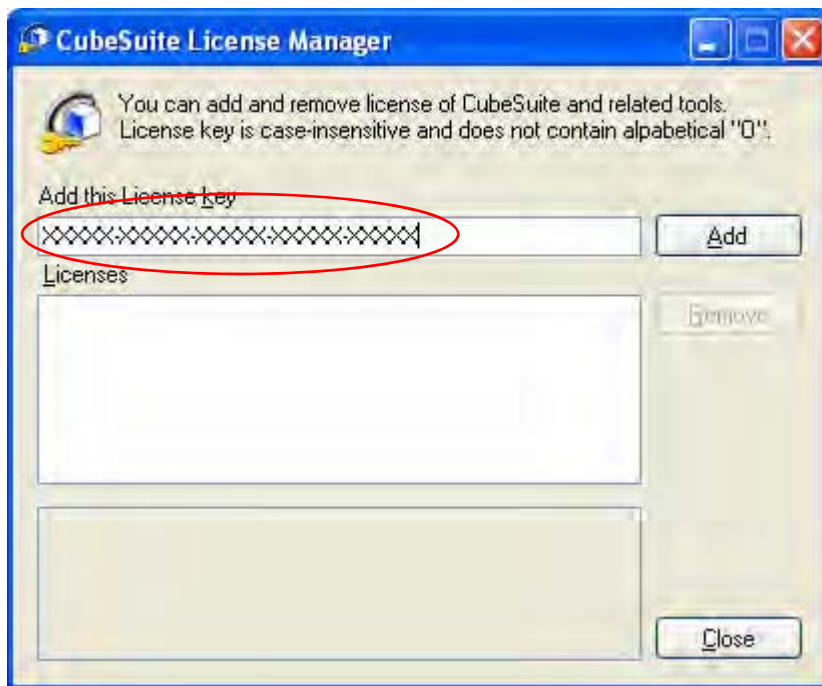 CubeSuite License Manager
You can add and remove license of CubeSuite and related tools.
License key is case-insensitive and does not contain alpabetical "O".
Add this License key
XXXXX-XXXXX-XXXXX-XXXXX-XXXXX
Add
Licenses
Remove
Close